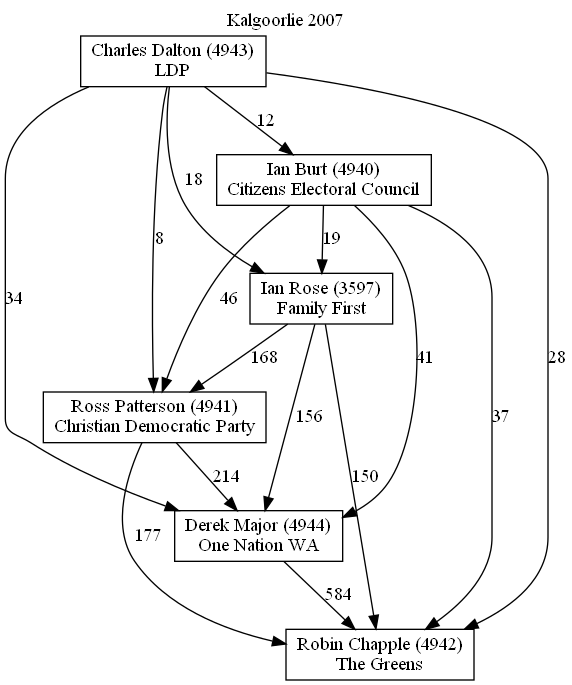 Kalgoorlie 2007
Charles Dalton (4943)
LDP
12
Ian Burt (4940)
Citizens Electoral Council
18
8
19
34
46
Ian Rose (3597)
Family First
168
41
28
Ross Patterson (4941)
Christian Democratic Party
156
37
214
150
177
Derek Major (4944)
One Nation WA
584
Robin Chapple (4942)
The Greens